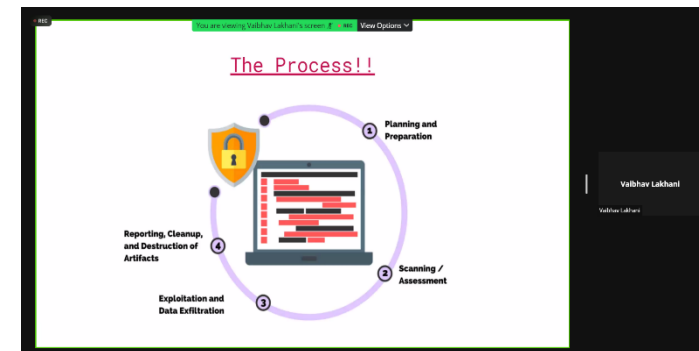 REC
You are viewing Vaibhav Lakhani's screen REC View Options
The Process!!
1
Planning and
Preparation
2
Scanning /
Assessment
3
Exploitation and
Data Exfiltration
4
Reporting, Cleanup,
and Destruction of
Artifacts
Vaibhav Lakhani
Vaibhav Lakhani